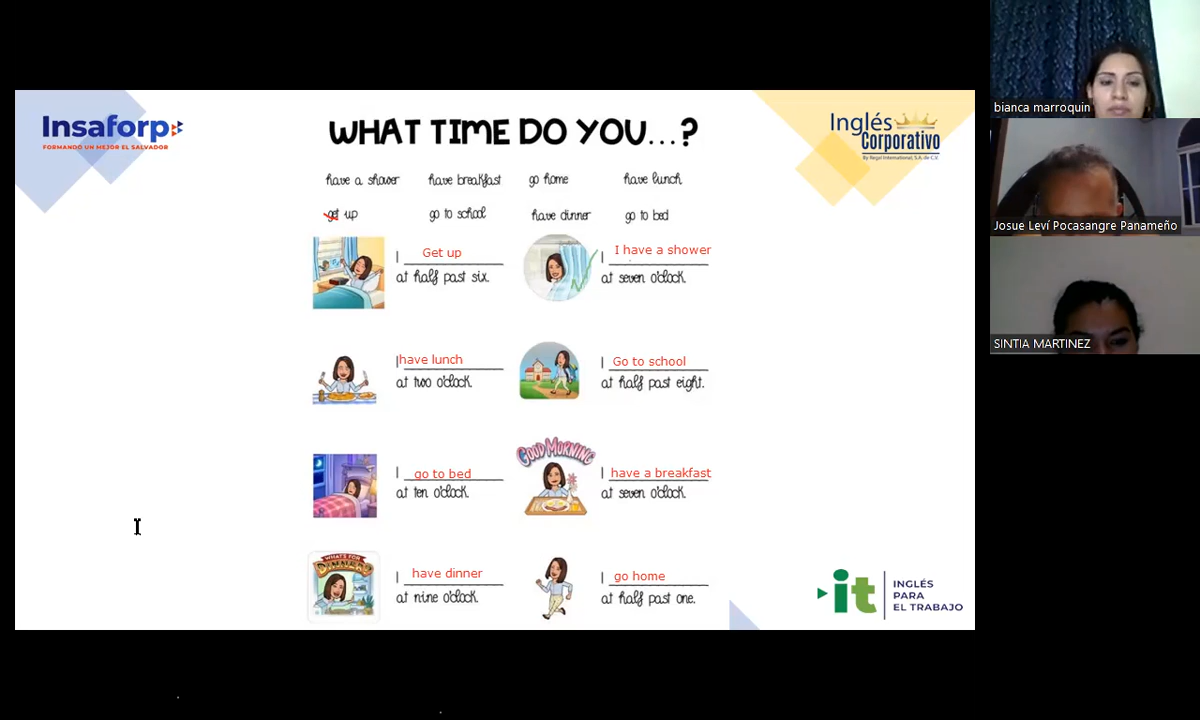 Insaforp
FORMANDO UN MEJOR EL SALVADOR
WHAT TIME DO YOU...?
Inglés
Corporativo
By Regal International, S.A. de C.V.
have a shower have breakfast go home have lunch
get up go to school have dinner go to bed
I Get up
at half past six.
I I have a shower
at seven o'clock.
I have lunch
at two o'clock.
I Go to school
at half past eight.
I go to bed
at ten o'clock.
GOOD MORNING
I have a breakfast
at seven o'clock.
WHAT'S FOR
DINNER?
I have dinner
at nine o'clock.
I go home
at half past one.
it
INGLÉS
PARA
EL TRABAJO
bianca marroquin
Josue Leví Pocasangre Panameño
SINTIA MARTINEZ